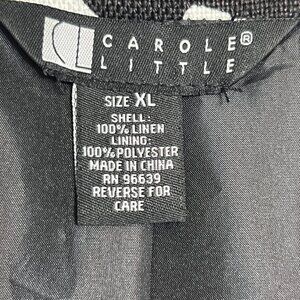 CAROLE®
LITTLE
SIZE XL
SHELL:
100% LINEN
LINING:
100% POLYESTER
MADE IN CHINA
RN 96639
REVERSE FOR
CARE